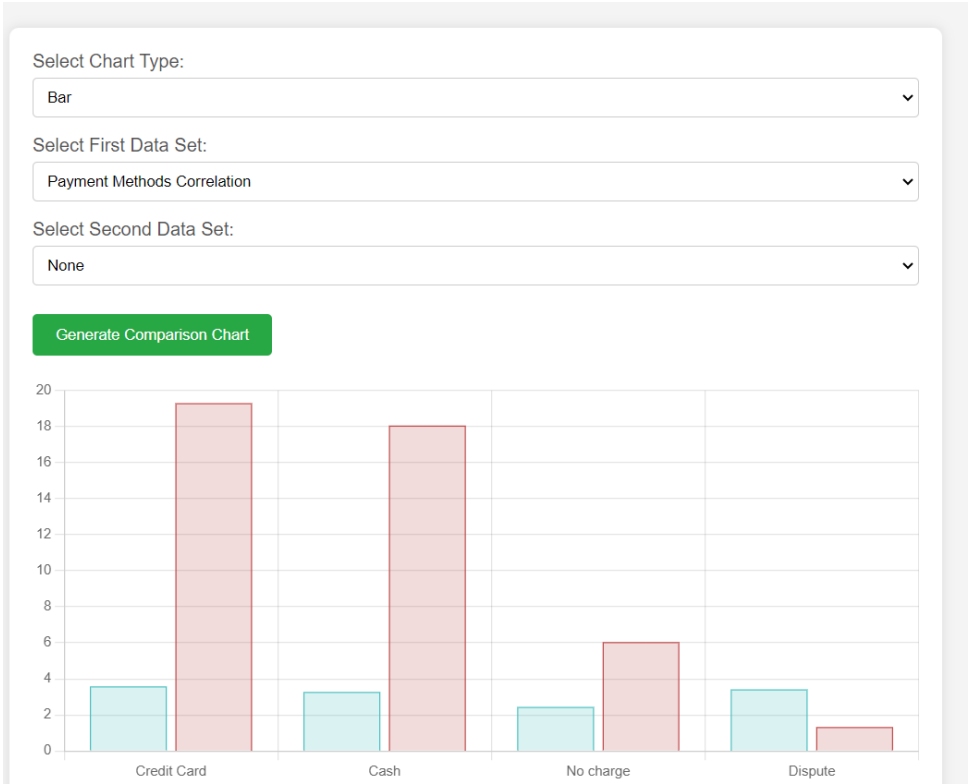 Select Chart Type:
Bar
Select First Data Set:
Payment Methods Correlation
Select Second Data Set:
None
Generate Comparison Chart
20
18
16
14
12
10
8
6
4
2
0
Credit Card Cash No charge Dispute